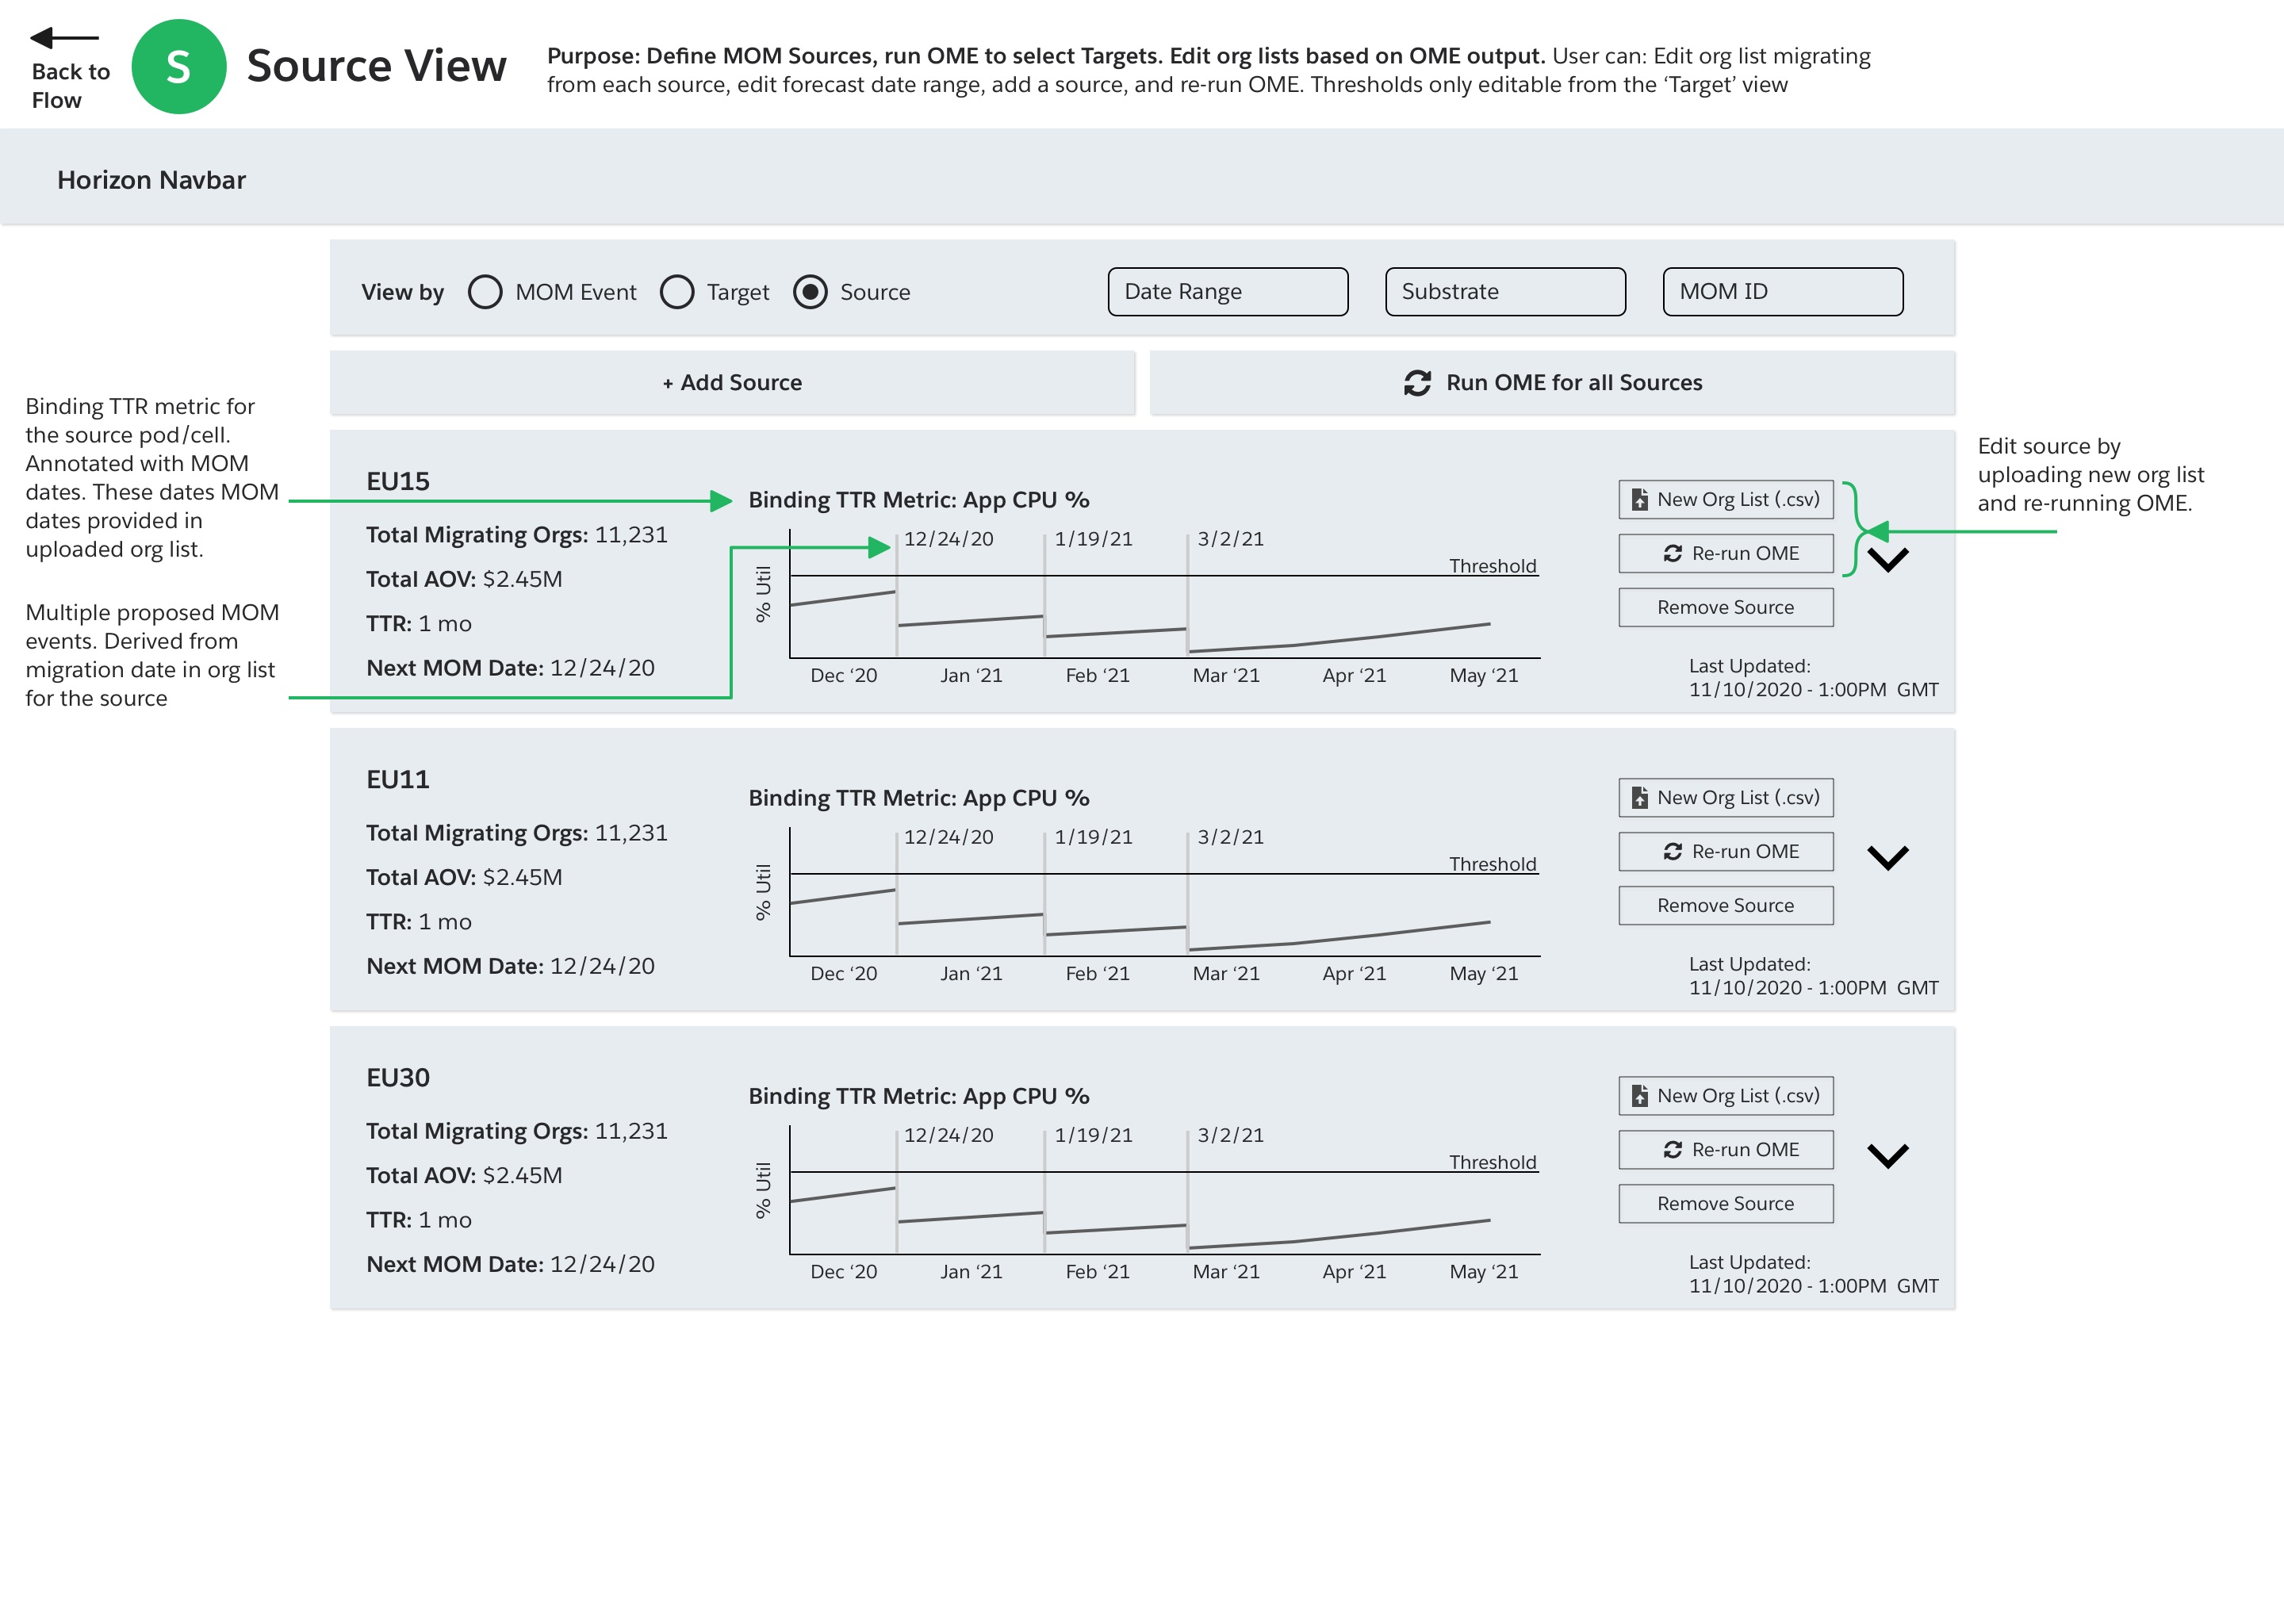 Back to
Flow
S
Source View
Purpose: Define MOM Sources, run OME to select Targets. Edit org lists based on OME output. User can: Edit org list migrating
from each source, edit forecast date range, add a source, and re-run OME. Thresholds only editable from the ‘Target’ view
Horizon Navbar
View by
MOM Event
Target
Source
Date Range
Substrate
MOM ID
+ Add Source
Run OME for all Sources
Binding TTR metric for
the source pod/cell.
Annotated with MOM
dates. These dates MOM
dates provided in
uploaded org list.
Multiple proposed MOM
events. Derived from
migration date in org list
for the source
EU15
Total Migrating Orgs: 11,231
Total AOV: $2.45M
TTR: 1 mo
Next MOM Date: 12/24/20
Binding TTR Metric: App CPU %
12/24/20
1/19/21
3/2/21
Threshold
% Util
Dec ‘20
Jan ‘21
Feb ‘21
Mar ‘21
Apr ‘21
May ‘21
New Org List (.csv)
Re-run OME
Remove Source
Last Updated:
11/10/2020 - 1:00PM GMT
Edit source by
uploading new org list
and re-running OME.
EU11
Total Migrating Orgs: 11,231
Total AOV: $2.45M
TTR: 1 mo
Next MOM Date: 12/24/20
Binding TTR Metric: App CPU %
12/24/20
1/19/21
3/2/21
Threshold
% Util
Dec ‘20
Jan ‘21
Feb ‘21
Mar ‘21
Apr ‘21
May ‘21
New Org List (.csv)
Re-run OME
Remove Source
Last Updated:
11/10/2020 - 1:00PM GMT
EU30
Total Migrating Orgs: 11,231
Total AOV: $2.45M
TTR: 1 mo
Next MOM Date: 12/24/20
Binding TTR Metric: App CPU %
12/24/20
1/19/21
3/2/21
Threshold
% Util
Dec ‘20
Jan ‘21
Feb ‘21
Mar ‘21
Apr ‘21
May ‘21
New Org List (.csv)
Re-run OME
Remove Source
Last Updated:
11/10/2020 - 1:00PM GMT